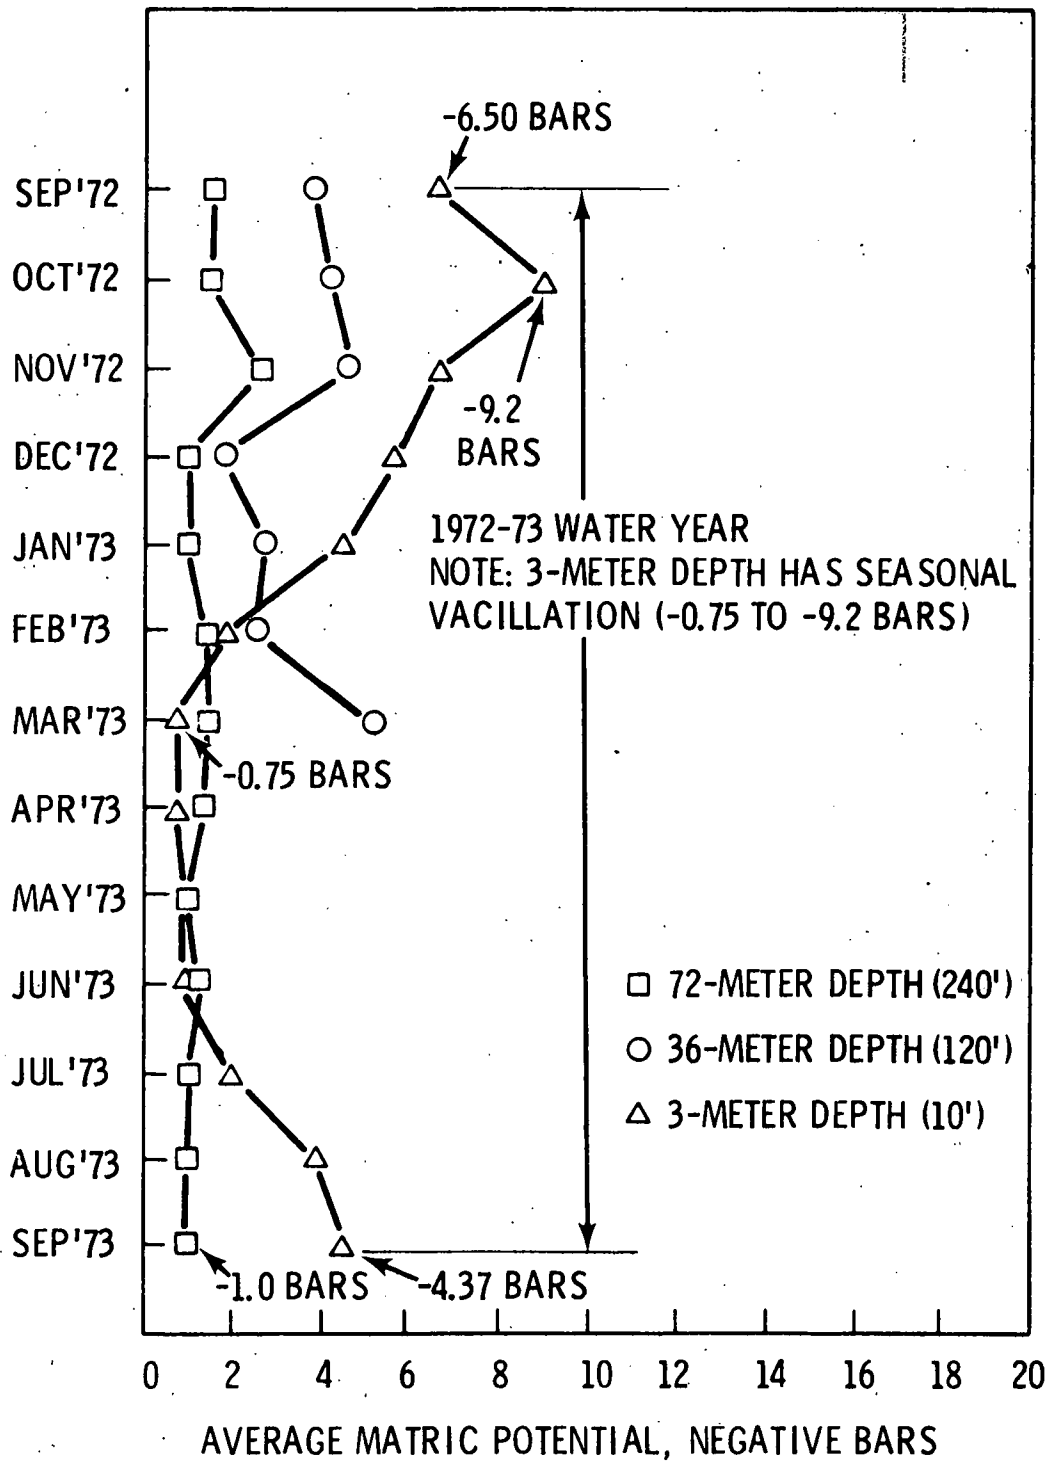 -6.50 BARS
SEP'72
OCT'72
NOV'72
-9.2
BARS
DEC'72
1972-73 WATER YEAR
JAN'73
NOTE: 3-METER DEPTH HAS SEASONAL
VACILLATION (-0.75 TO -9.2 BARS)
FEB'73
MAR'73
-0.75 BARS
APR'73
MAY'73
JUN'73
72-METER DEPTH (240')
36-METER DEPTH (120')
JUL'73
3-METER DEPTH (10')
AUG'73
SEP'73
-1.0 BARS
-4.37 BARS
0 2 4 6 8 10 12 14 16 18 20
AVERAGE MATRIC POTENTIAL, NEGATIVE BARS